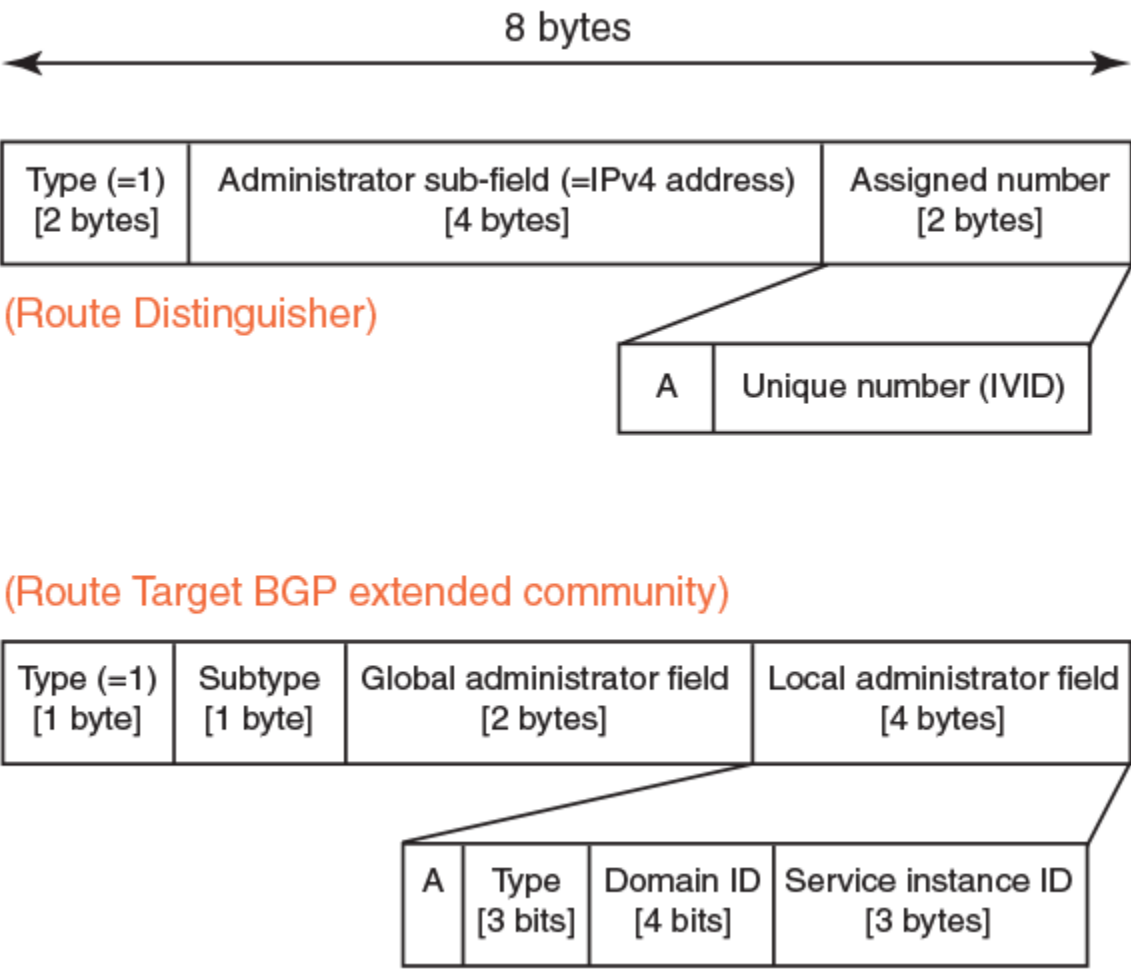 8 bytes
Type (=1)
[2 bytes]
Administrator sub-field (=IPv4 address)
[4 bytes]
Assigned number
[2 bytes]
(Route Distinguisher)
A
Unique number (IVID)
(Route Target BGP extended community)
Type (=1)
[1 byte]
Subtype
[1 byte]
Global administrator field
[2 bytes]
Local administrator field
[4 bytes]
A
Type
[3 bits]
Domain ID
[4 bits]
Service instance ID
[3 bytes]